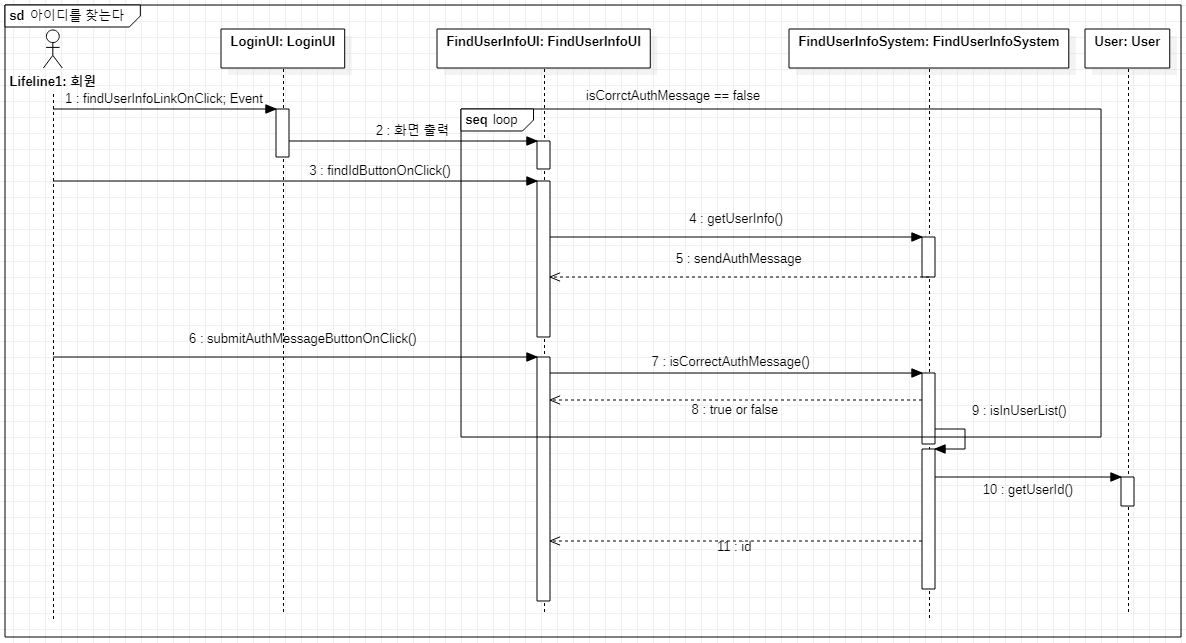 sd 아이디를 찾는다
LoginUI: LoginUI
FindUserInfoUI: FindUserInfoUI
FindUserInfoSystem: FindUserInfoSystem
User: User
Lifeline1: 회원
1 : findUserInfoLinkOnClick; Event
isCorrctAuthMessage == false
seq loop
2 : 화면 출력
3 : findIdButtonOnClick()
4 : getUserInfo()
5 : sendAuthMessage
6 : submitAuthMessageButtonOnClick()
7 : isCorrectAuthMessage()
8 : true or false
9 : isInUserList()
10 : getUserId()
11 : id